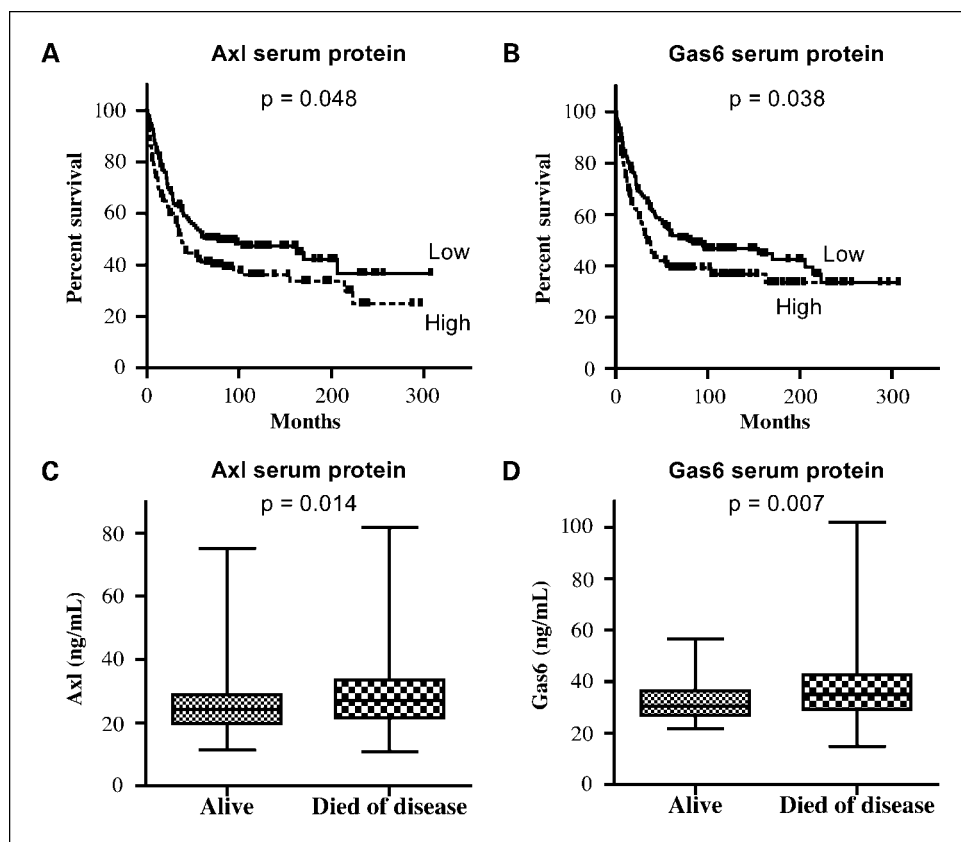 A
Axl serum protein
p = 0.048
Percent survival
100
80
60
40
20
0
Low
High
0
100
200
300
Months
B
Gas6 serum protein
p = 0.038
Percent survival
100
80
60
40
20
0
Low
High
0
100
200
300
Months
C
Axl serum protein
p = 0.014
Axl (ng/mL)
80
60
40
20
0
Alive
Died of disease
D
Gas6 serum protein
p = 0.007
Gas6 (ng/mL)
100
80
60
40
20
0
Alive
Died of disease